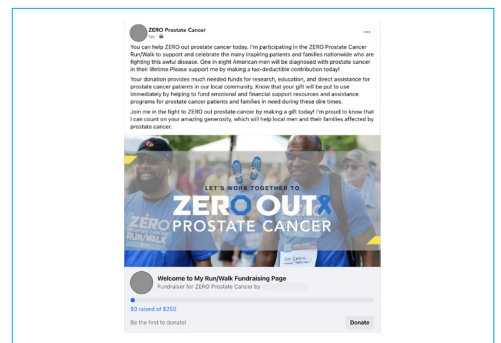 ZERO Prostate Cancer
You can help ZERO out prostate cancer today. I'm participating in the ZERO Prostate Cancer
Run/Walk to support and celebrate the many inspiring patients and families nationwide who are
fighting this awful disease. One in eight American men will be diagnosed with prostate cancer
in their lifetime.Please support me by making a tax-deductible contribution today!
Your donation provides much needed funds for research, education, and direct assistance for
prostate cancer patients in our local community. Know that your gift will be put to use
immediately by helping to fund emotional and financial support resources and assistance
programs for prostate cancer patients and families in need during these dire times.
Join me in the fight to ZERO out prostate cancer by making a gift today! I'm proud to know that
I can count on your amazing generosity, which will help local men and their families affected by
prostate cancer.
LET'S WORK TOGETHER TO
ZERO OUT
PROSTATE CANCER
ZERO
PROSTATE CANCER
RUN/WALK
Welcome to My Run/Walk Fundraising Page
Fundraiser for ZERO Prostate Cancer by
$0 raised of $250
Be the first to donate!
Donate